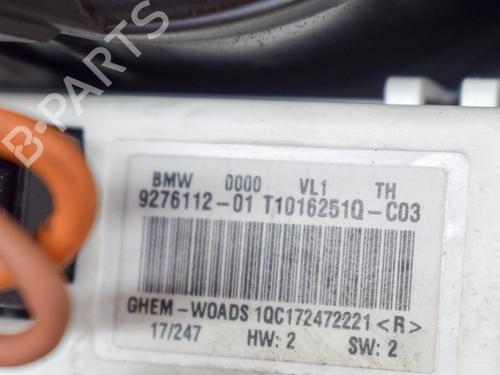 B-PARTS
BMW 0000 VL1 TH
9276112-01 T1016251Q-C03
GHEM-WOADS 1QC172472221 <R>
17/247 HW: 2 SW: 2